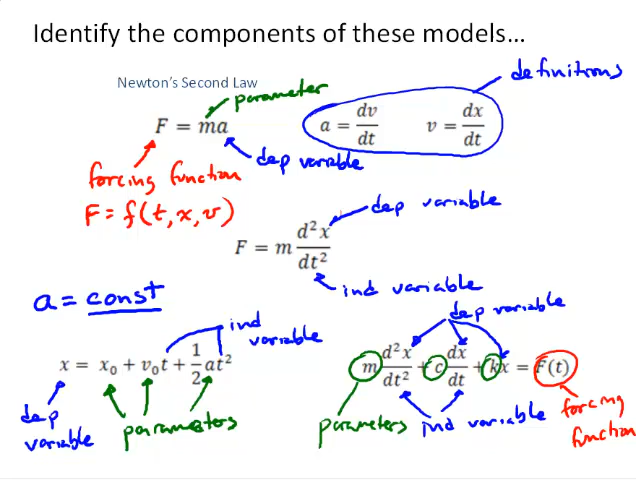 Identify the components of these models...
definitions
Newton's Second Law
parameter
F = ma
a = dv/dt
v = dx/dt
dep variable
forcing function
F = f(t, x, v)
dep variable
F = m d²x/dt²
ind variable
a = const
ind variable
dep variable
x = x₀ + v₀t + 1/2 at²
m d²x/dt² + c dx/dt + kx = F(t)
dep variable
parameters
parameters
ind variable
forcing function